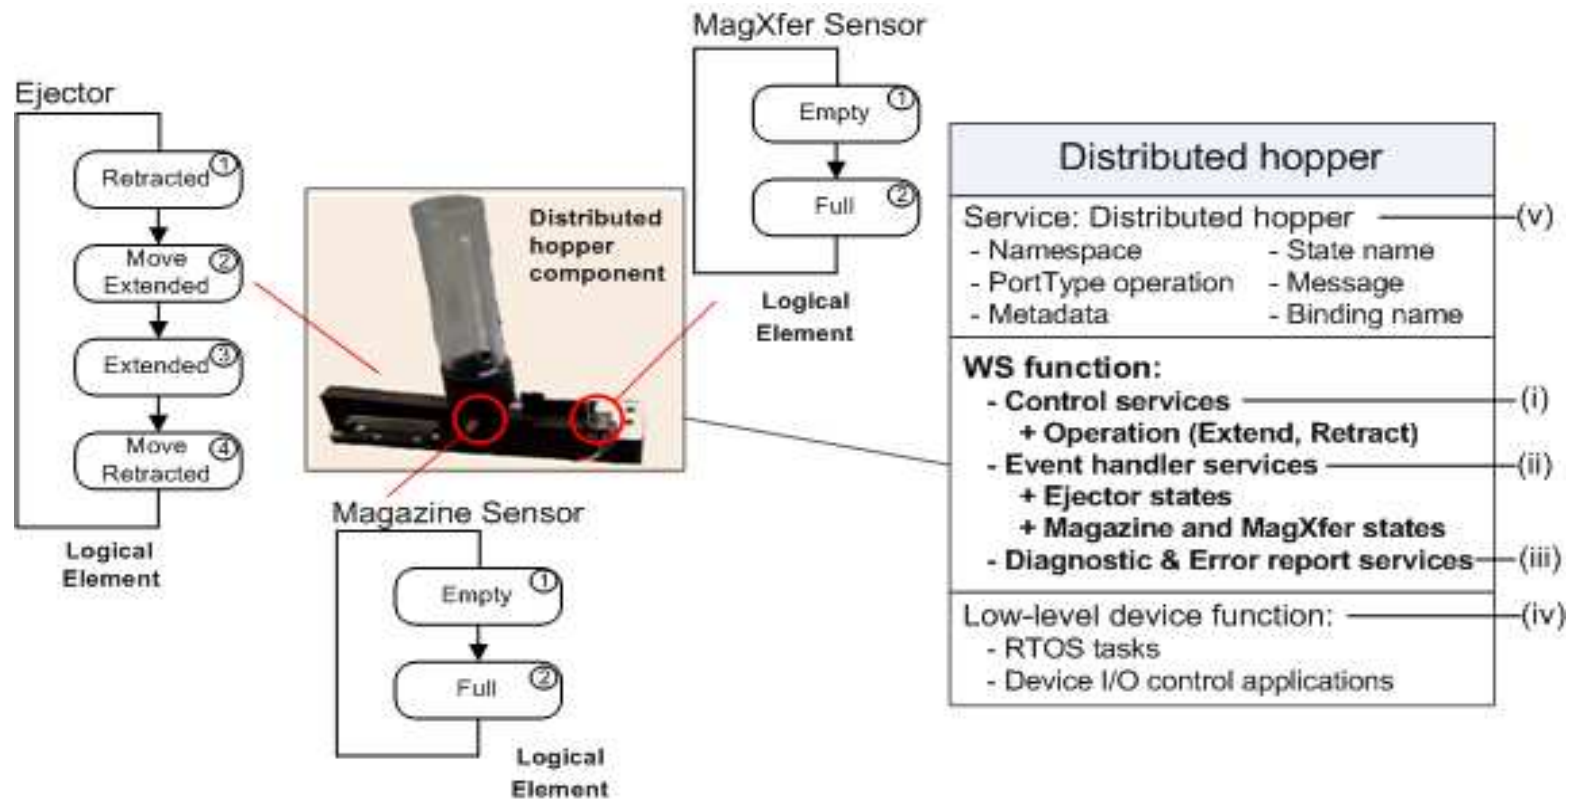 Ejector
Retracted 1
Move 2
Extended
Extended 3
Move 4
Retracted
Logical
Element
Distributed
hopper
component
MagXfer Sensor
Empty 1
Full 2
Logical
Element
Magazine Sensor
Empty 1
Full 2
Logical
Element
Distributed hopper
Service: Distributed hopper (v)
- Namespace - State name
- PortType operation - Message
- Metadata - Binding name
WS function:
- Control services (i)
+ Operation (Extend, Retract)
- Event handler services (ii)
+ Ejector states
+ Magazine and MagXfer states
- Diagnostic & Error report services (iii)
Low-level device function: (iv)
- RTOS tasks
- Device I/O control applications